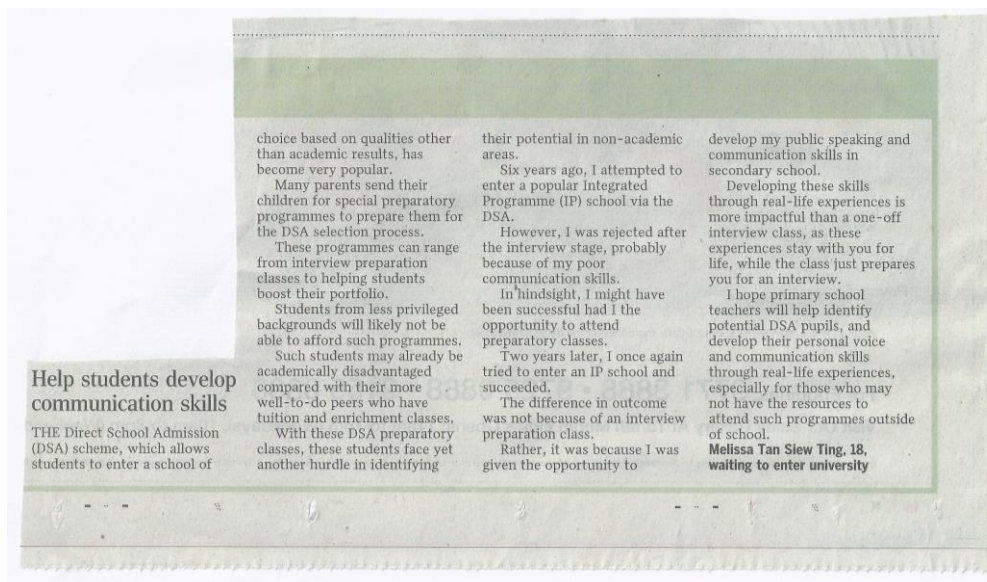 Help students develop
communication skills
THE Direct School Admission
(DSA) scheme, which allows
students to enter a school of
choice based on qualities other
than academic results, has
become very popular.
Many parents send their
children for special preparatory
programmes to prepare them for
the DSA selection process.
These programmes can range
from interview preparation
classes to helping students
boost their portfolio.
Students from less privileged
backgrounds will likely not be
able to afford such programmes.
Such students may already be
academically disadvantaged
compared with their more
well-to-do peers who have
tuition and enrichment classes.
With these DSA preparatory
classes, these students face yet
another hurdle in identifying
their potential in non-academic
areas.
Six years ago, I attempted to
enter a popular Integrated
Programme (IP) school via the
DSA.
However, I was rejected after
the interview stage, probably
because of my poor
communication skills.
In hindsight, I might have
been successful had I the
opportunity to attend
preparatory classes.
Two years later, I once again
tried to enter an IP school and
succeeded.
The difference in outcome
was not because of an interview
preparation class.
Rather, it was because I was
given the opportunity to
develop my public speaking and
communication skills in
secondary school.
Developing these skills
through real-life experiences is
more impactful than a one-off
interview class, as these
experiences stay with you for
life, while the class just prepares
you for an interview.
I hope primary school
teachers will help identify
potential DSA pupils, and
develop their personal voice
and communication skills
through real-life experiences,
especially for those who may
not have the resources to
attend such programmes outside
of school.
Melissa Tan Siew Ting, 18,
waiting to enter university